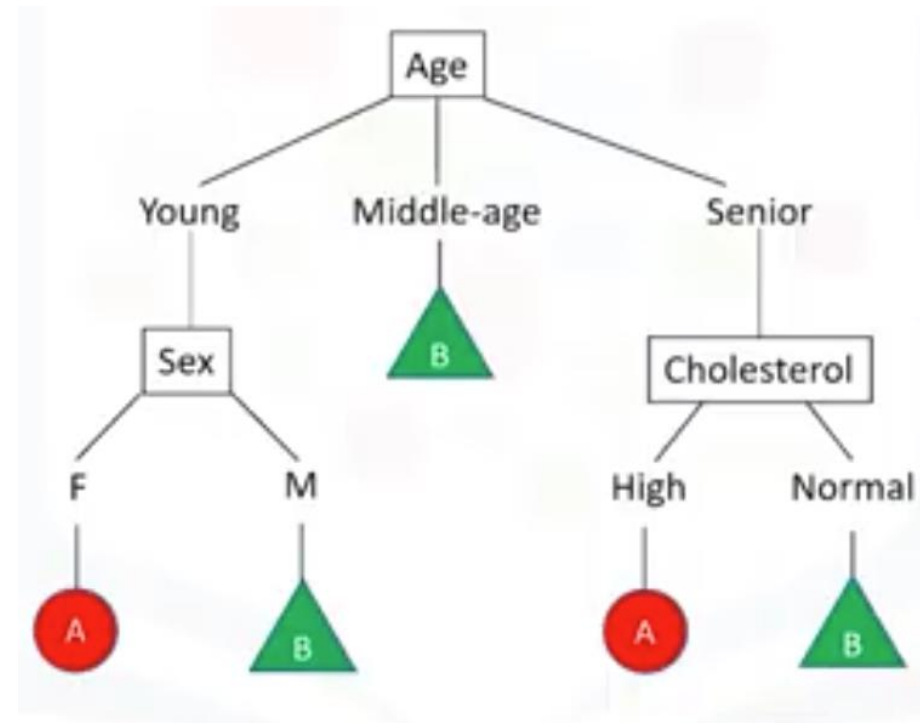 Age
Young
Middle-age
Senior
B
Sex
Cholesterol
F
M
High
Normal
A
B
A
B